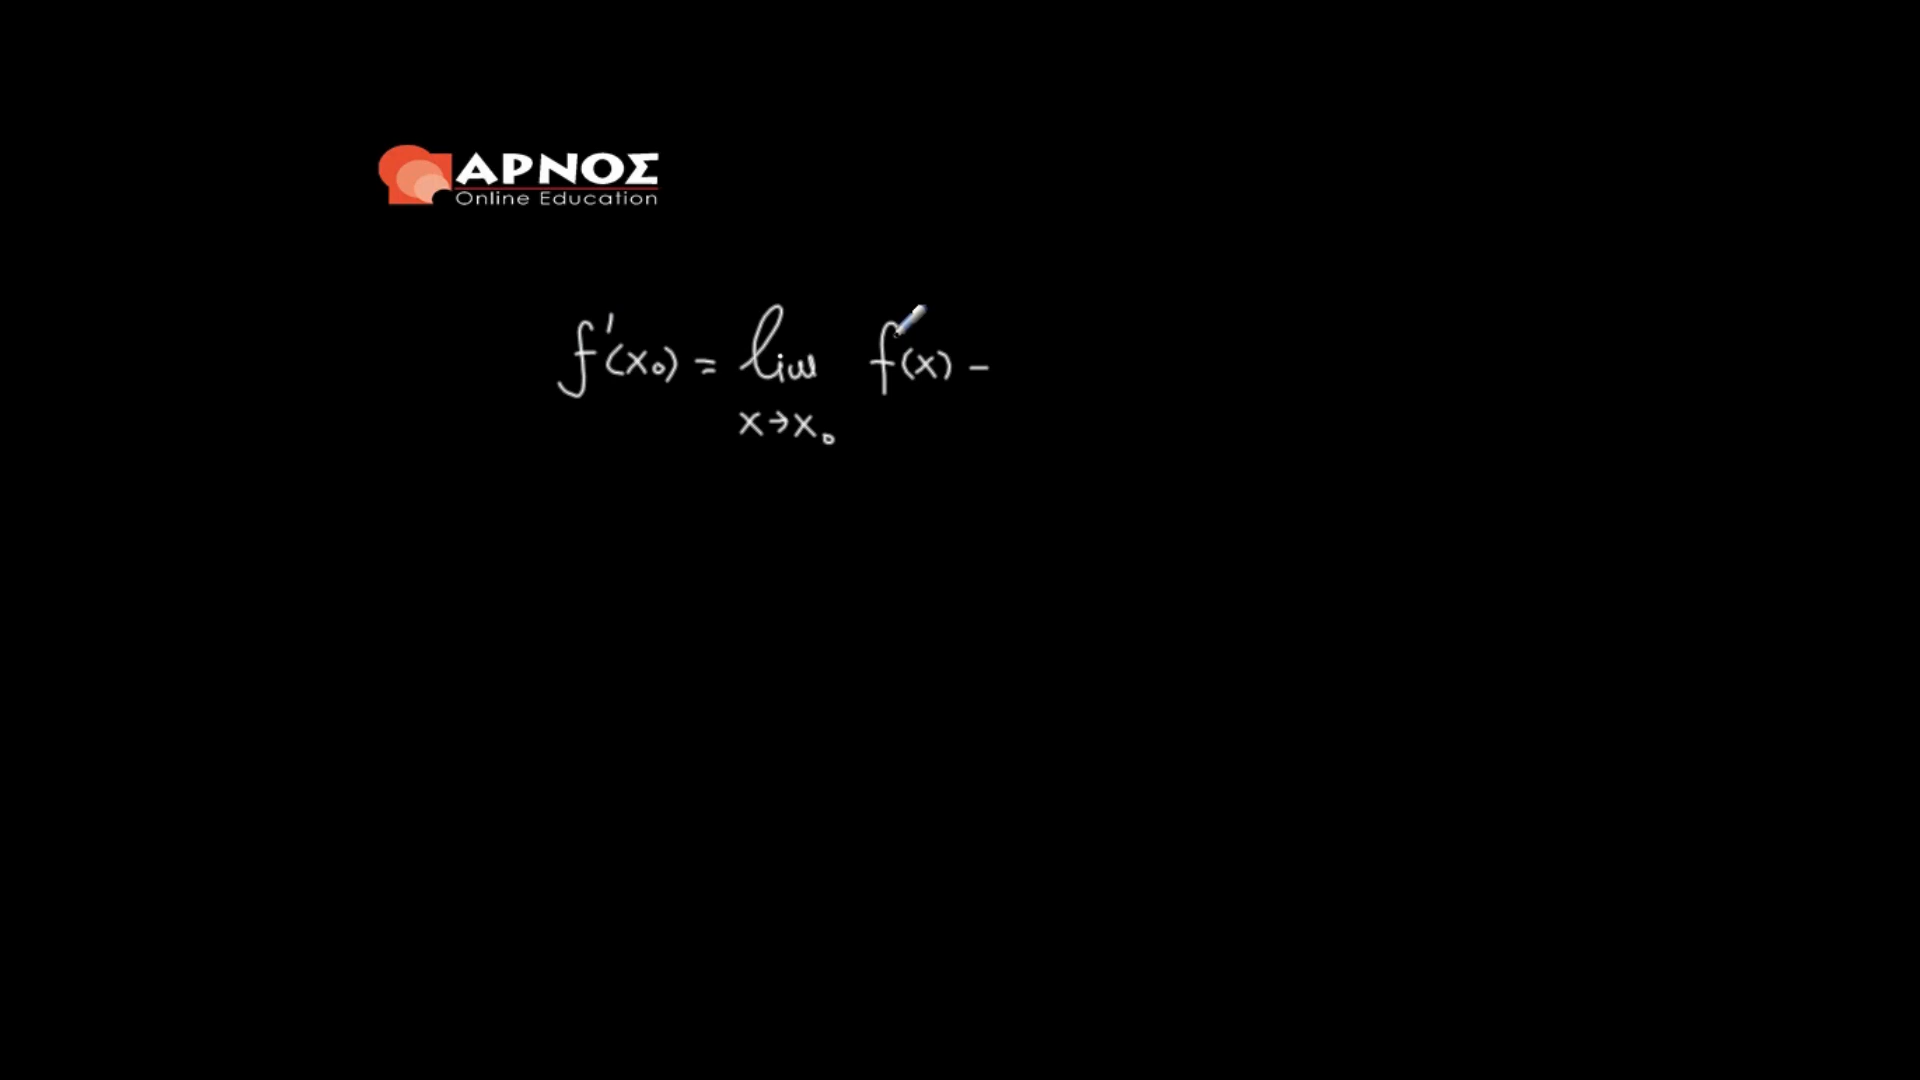 ΑΡΝΟΣ
Online Education
f'(x₀) = lim f(x) -
x→x₀